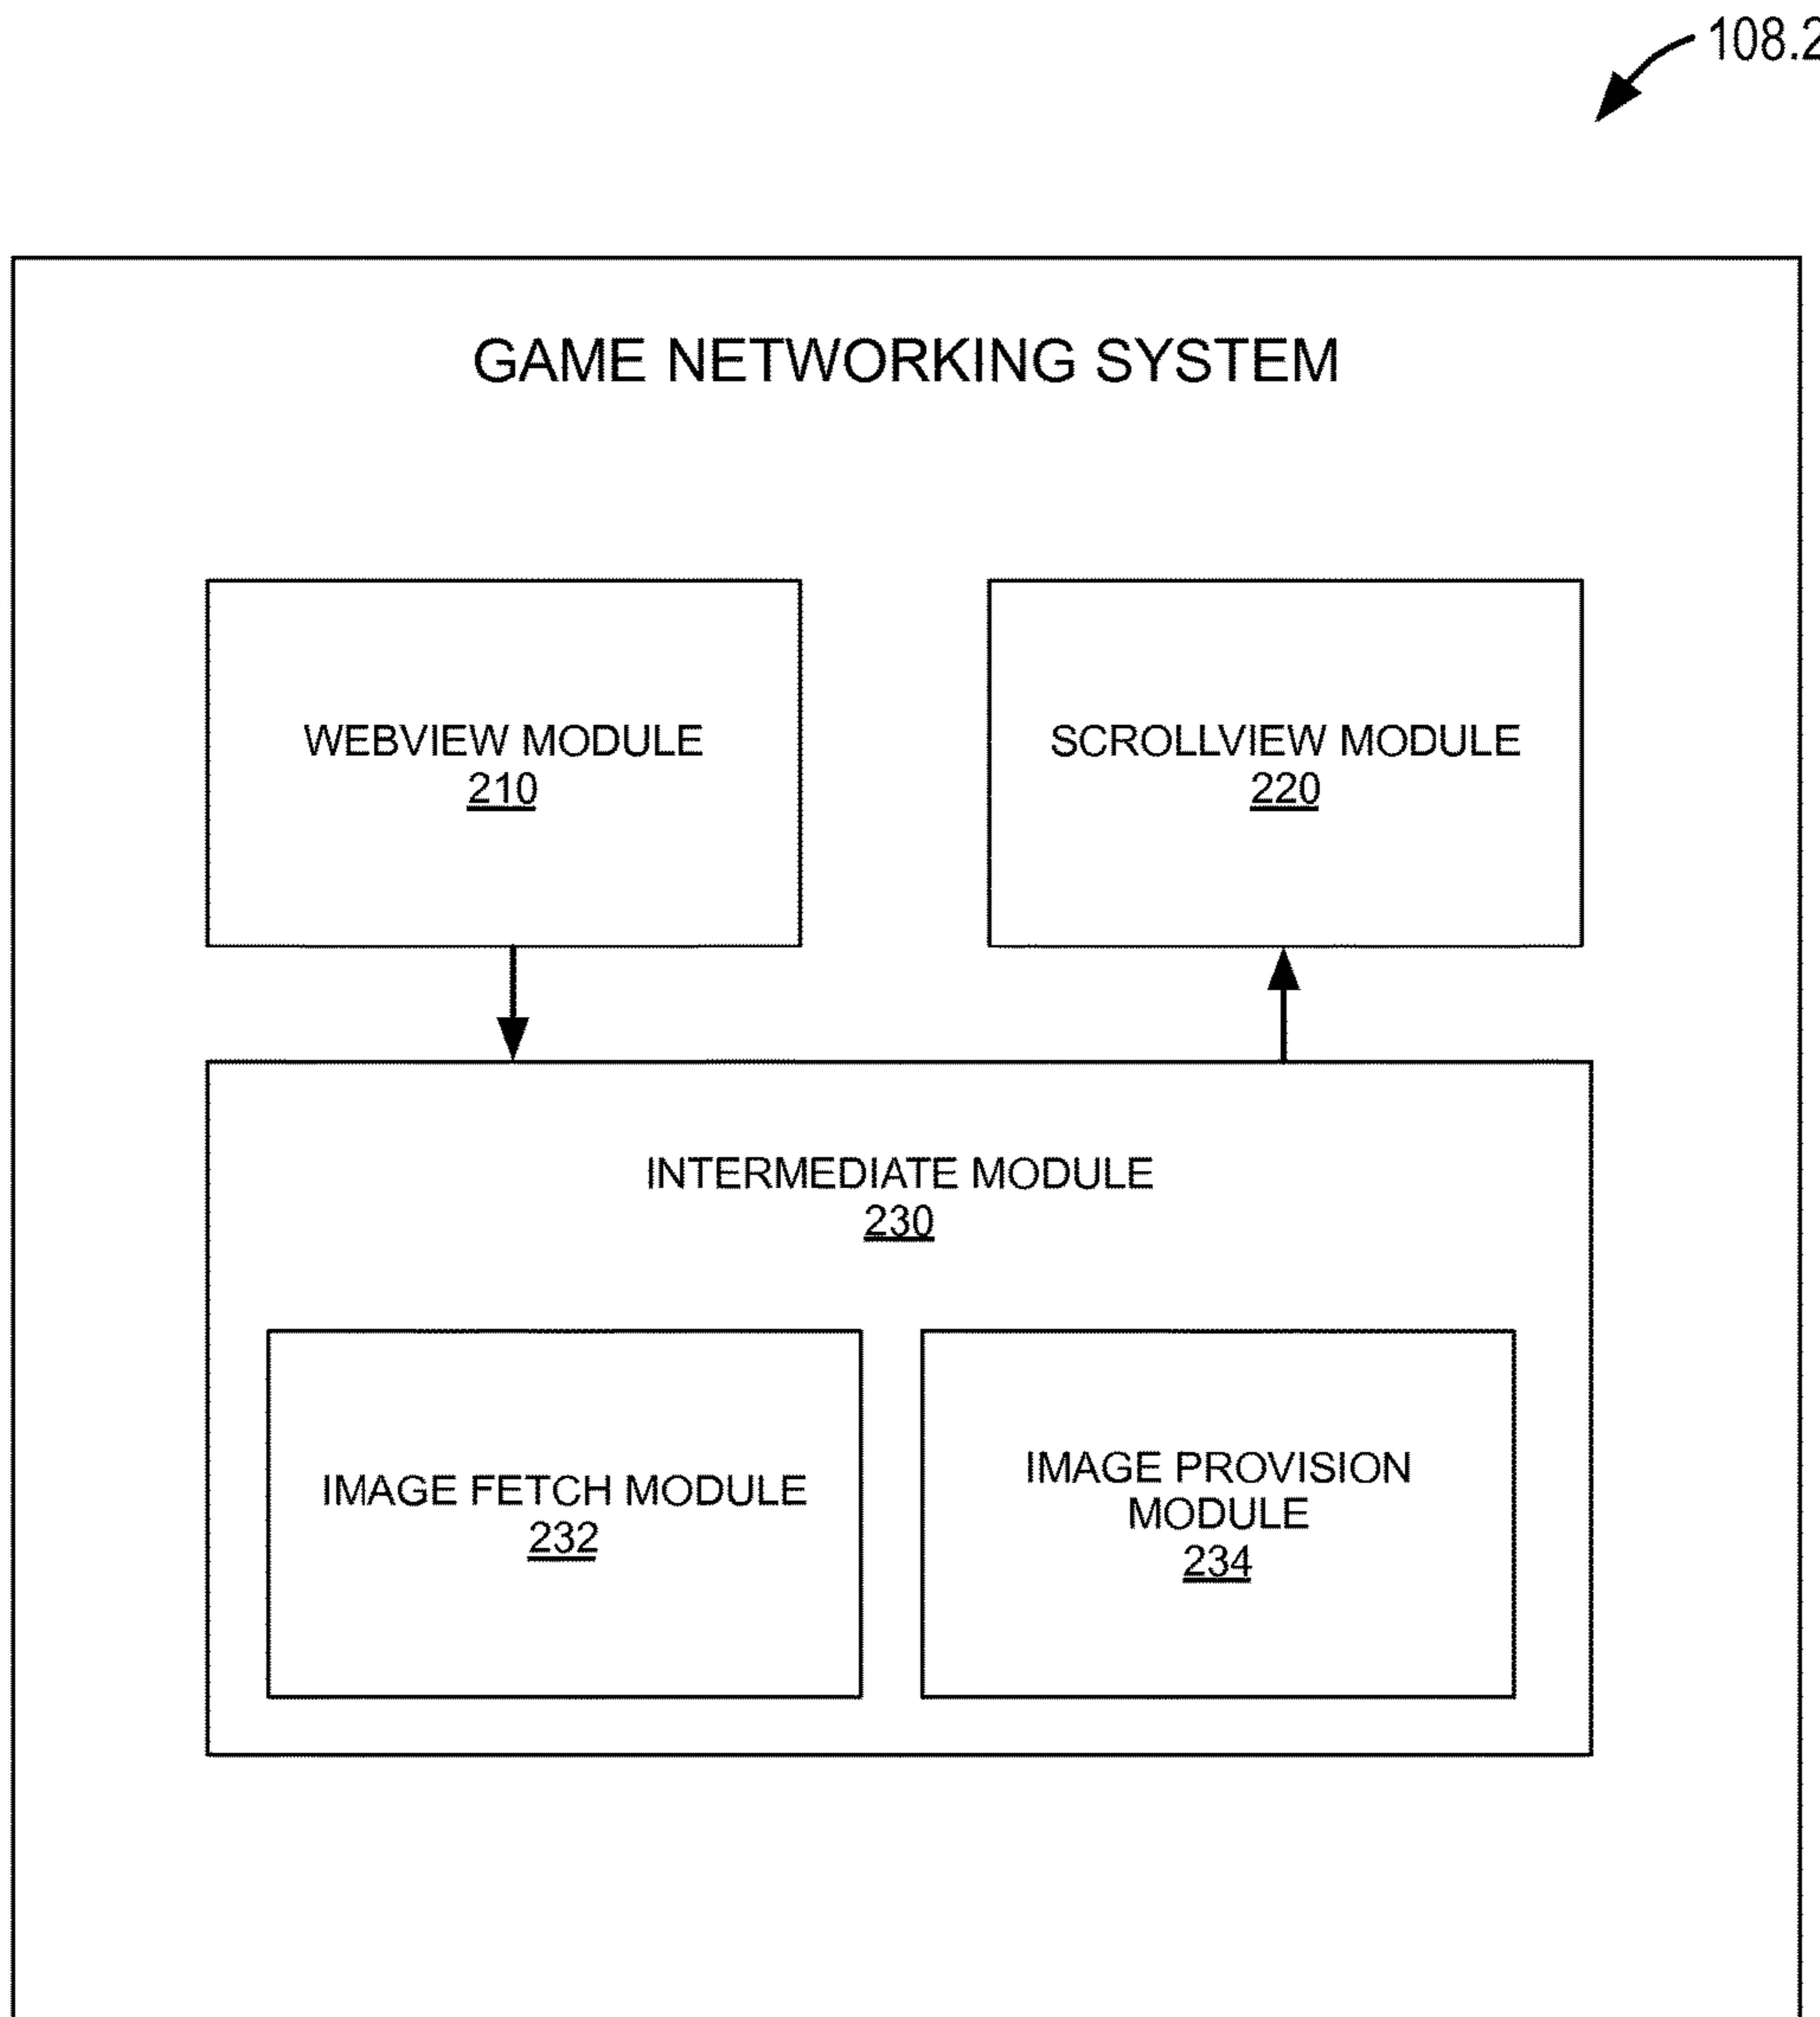 108.2
GAME NETWORKING SYSTEM
WEBVIEW MODULE
210
SCROLLVIEW MODULE
220
INTERMEDIATE MODULE
230
IMAGE FETCH MODULE
232
IMAGE PROVISION
MODULE
234